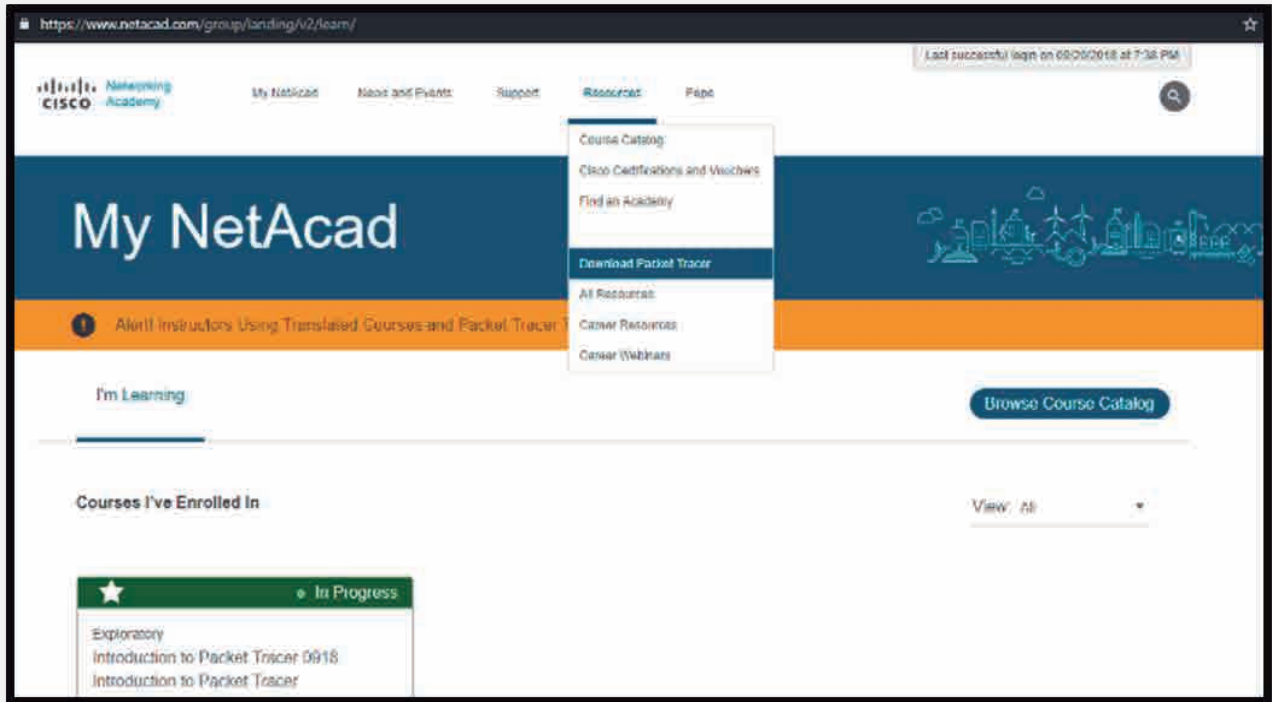 https://www.netacad.com/group/landing/v2/learn/
Last successful login on 09/20/2018 at 7:38 PM
Networking
CISCO Academy
My NetAcad News and Events Support Resources Pepe
Course Catalog
Cisco Certifications and Vouchers
Find an Academy
Download Packet Tracer
All Resources
Career Resources
Career Webinars
My NetAcad
Alert! Instructors Using Translated Courses and Packet Tracer
I'm Learning
Browse Course Catalog
Courses I've Enrolled In
View: All
In Progress
Exploratory
Introduction to Packet Tracer 0918
Introduction to Packet Tracer